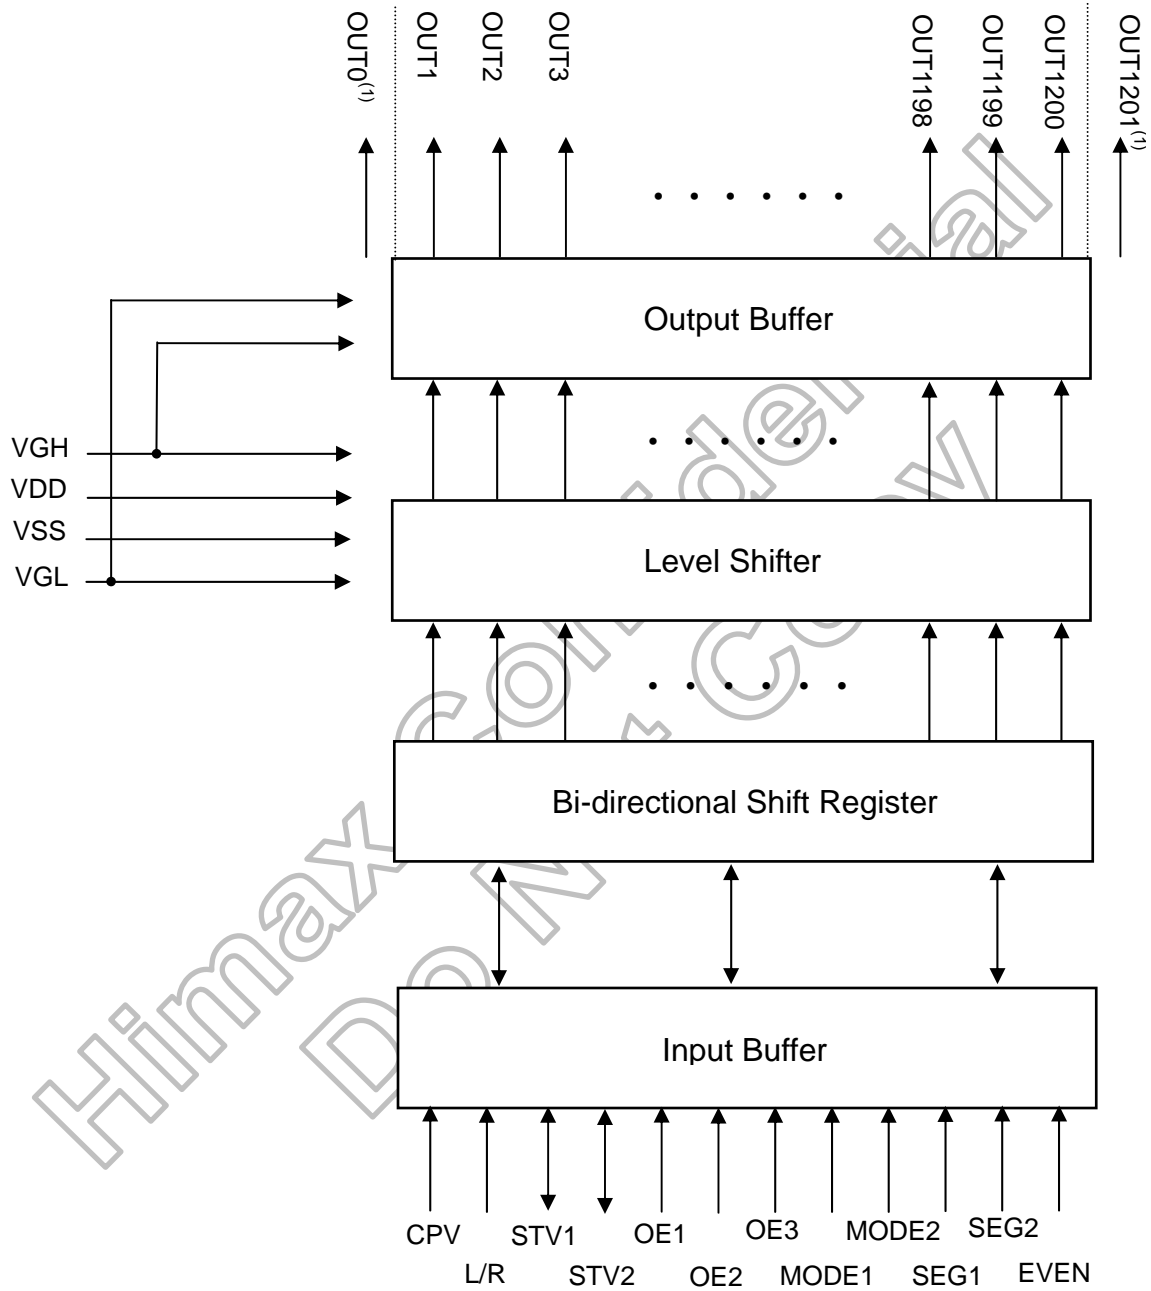 OUT0(1)
OUT1
OUT2
OUT3
OUT1198
OUT1199
OUT1200
OUT1201(1)
Output Buffer
VGH
VDD
VSS
VGL
Level Shifter
Bi-directional Shift Register
Input Buffer
CPV
L/R
STV1
STV2
OE1
OE2
OE3
MODE1
MODE2
SEG1
SEG2
EVEN
Himax Confidential
Do Not Copy